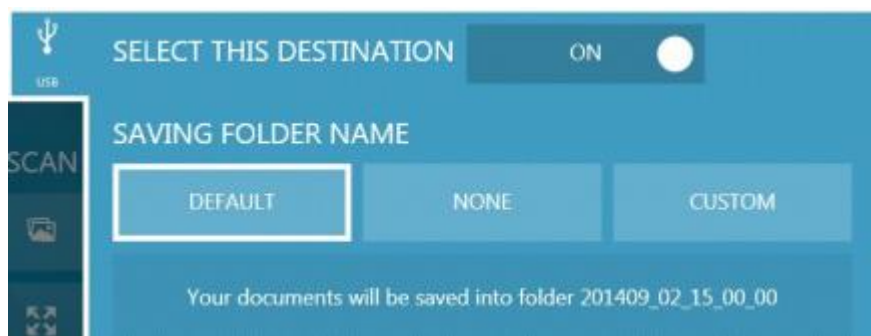 SELECT THIS DESTINATION ON
USB
SAVING FOLDER NAME
SCAN
DEFAULT NONE CUSTOM
Your documents will be saved into folder 201409_02_15_00_00